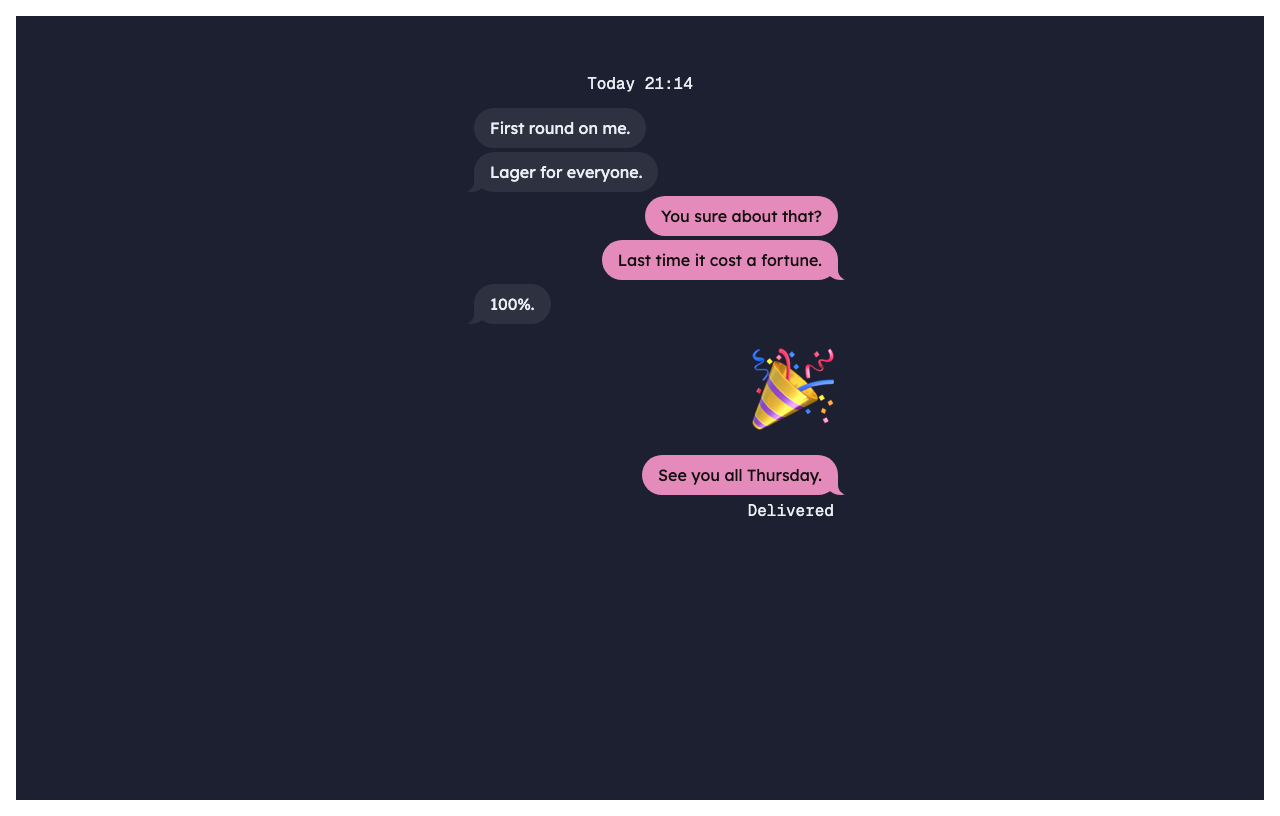 Today 21:14
First round on me.
Lager for everyone.
You sure about that?
Last time it cost a fortune.
100%.
🎉
See you all Thursday.
Delivered